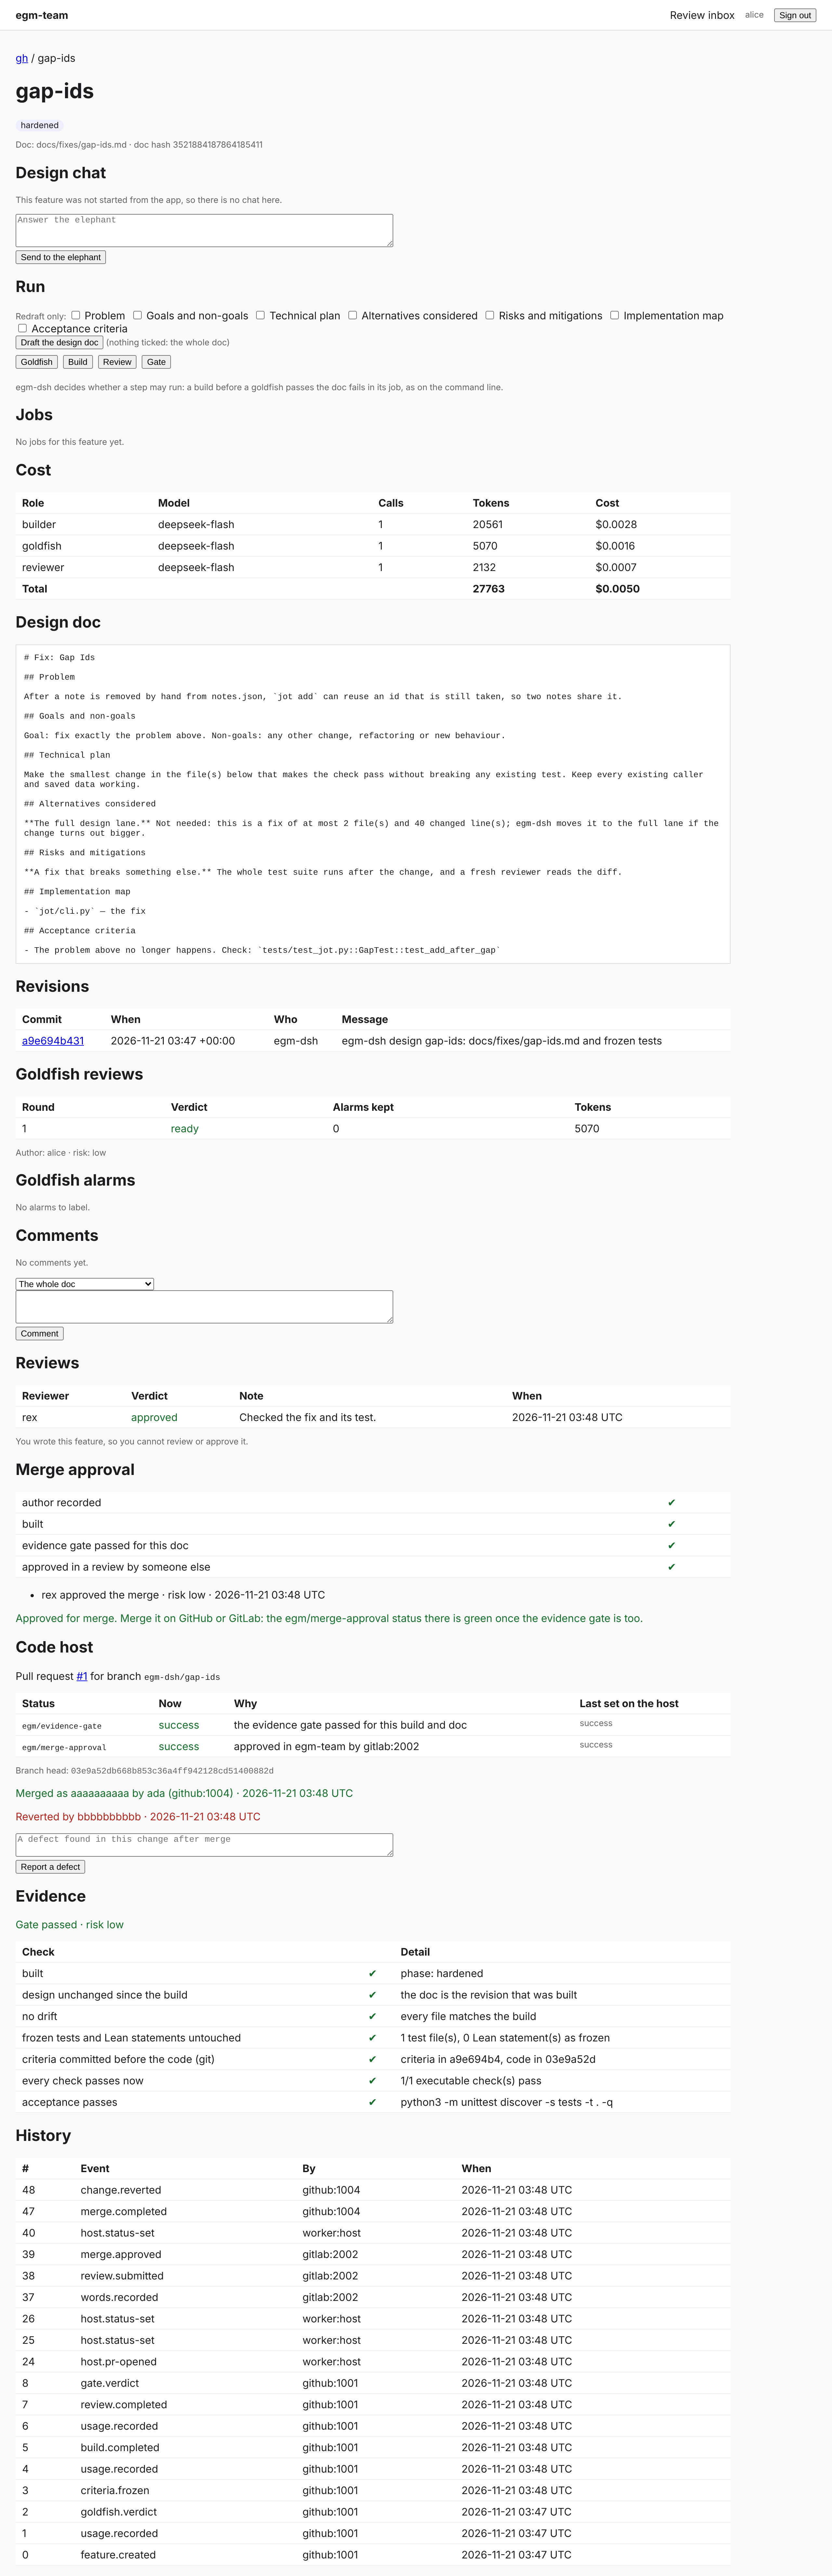 egm-team Review inbox alice Sign out
gh / gap-ids
gap-ids
hardened
Doc: docs/fixes/gap-ids.md · doc hash 3521884187864185411
Design chat
This feature was not started from the app, so there is no chat here.
Answer the elephant
Send to the elephant
Run
Redraft only: Problem Goals and non-goals Technical plan Alternatives considered Risks and mitigations Implementation map
Acceptance criteria
Draft the design doc (nothing ticked: the whole doc)
Goldfish Build Review Gate
egm-dsh decides whether a step may run: a build before a goldfish passes the doc fails in its job, as on the command line.
Jobs
No jobs for this feature yet.
Cost
Role Model Calls Tokens Cost
builder deepseek-flash 1 20561 $0.0028
goldfish deepseek-flash 1 5070 $0.0016
reviewer deepseek-flash 1 2132 $0.0007
Total 27763 $0.0050
Design doc
# Fix: Gap Ids
## Problem
After a note is removed by hand from notes.json, `jot add` can reuse an id that is still taken, so two notes share it.
## Goals and non-goals
Goal: fix exactly the problem above. Non-goals: any other change, refactoring or new behaviour.
## Technical plan
Make the smallest change in the file(s) below that makes the check pass without breaking any existing test. Keep every existing caller
and saved data working.
## Alternatives considered
**The full design lane.** Not needed: this is a fix of at most 2 file(s) and 40 changed line(s); egm-dsh moves it to the full lane if the
change turns out bigger.
## Risks and mitigations
**A fix that breaks something else.** The whole test suite runs after the change, and a fresh reviewer reads the diff.
## Implementation map
- `jot/cli.py` — the fix
## Acceptance criteria
- The problem above no longer happens. Check: `tests/test_jot.py::GapTest::test_add_after_gap`
Revisions
Commit When Who Message
a9e694b431 2026-11-21 03:47 +00:00 egm-dsh egm-dsh design gap-ids: docs/fixes/gap-ids.md and frozen tests
Goldfish reviews
Round Verdict Alarms kept Tokens
1 ready 0 5070
Author: alice · risk: low
Goldfish alarms
No alarms to label.
Comments
No comments yet.
The whole doc
Comment
Reviews
Reviewer Verdict Note When
rex approved Checked the fix and its test. 2026-11-21 03:48 UTC
You wrote this feature, so you cannot review or approve it.
Merge approval
author recorded ✔
built ✔
evidence gate passed for this doc ✔
approved in a review by someone else ✔
• rex approved the merge · risk low · 2026-11-21 03:48 UTC
Approved for merge. Merge it on GitHub or GitLab: the egm/merge-approval status there is green once the evidence gate is too.
Code host
Pull request #1 for branch egm-dsh/gap-ids
Status Now Why Last set on the host
egm/evidence-gate success the evidence gate passed for this build and doc success
egm/merge-approval success approved in egm-team by gitlab:2002 success
Branch head: 03e9a52db668b853c36a4ff942128cd51400882d
Merged as aaaaaaaaaa by ada (github:1004) · 2026-11-21 03:48 UTC
Reverted by bbbbbbbbbb · 2026-11-21 03:48 UTC
A defect found in this change after merge
Report a defect
Evidence
Gate passed · risk low
Check Detail
built ✔ phase: hardened
design unchanged since the build ✔ the doc is the revision that was built
no drift ✔ every file matches the build
frozen tests and Lean statements untouched ✔ 1 test file(s), 0 Lean statement(s) as frozen
criteria committed before the code (git) ✔ criteria in a9e694b4, code in 03e9a52d
every check passes now ✔ 1/1 executable check(s) pass
acceptance passes ✔ python3 -m unittest discover -s tests -t . -q
History
# Event By When
48 change.reverted github:1004 2026-11-21 03:48 UTC
47 merge.completed github:1004 2026-11-21 03:48 UTC
40 host.status-set worker:host 2026-11-21 03:48 UTC
39 merge.approved gitlab:2002 2026-11-21 03:48 UTC
38 review.submitted gitlab:2002 2026-11-21 03:48 UTC
37 words.recorded gitlab:2002 2026-11-21 03:48 UTC
26 host.status-set worker:host 2026-11-21 03:48 UTC
25 host.status-set worker:host 2026-11-21 03:48 UTC
24 host.pr-opened worker:host 2026-11-21 03:48 UTC
8 gate.verdict github:1001 2026-11-21 03:48 UTC
7 review.completed github:1001 2026-11-21 03:48 UTC
6 usage.recorded github:1001 2026-11-21 03:48 UTC
5 build.completed github:1001 2026-11-21 03:48 UTC
4 usage.recorded github:1001 2026-11-21 03:48 UTC
3 criteria.frozen github:1001 2026-11-21 03:48 UTC
2 goldfish.verdict github:1001 2026-11-21 03:47 UTC
1 usage.recorded github:1001 2026-11-21 03:47 UTC
0 feature.created github:1001 2026-11-21 03:47 UTC